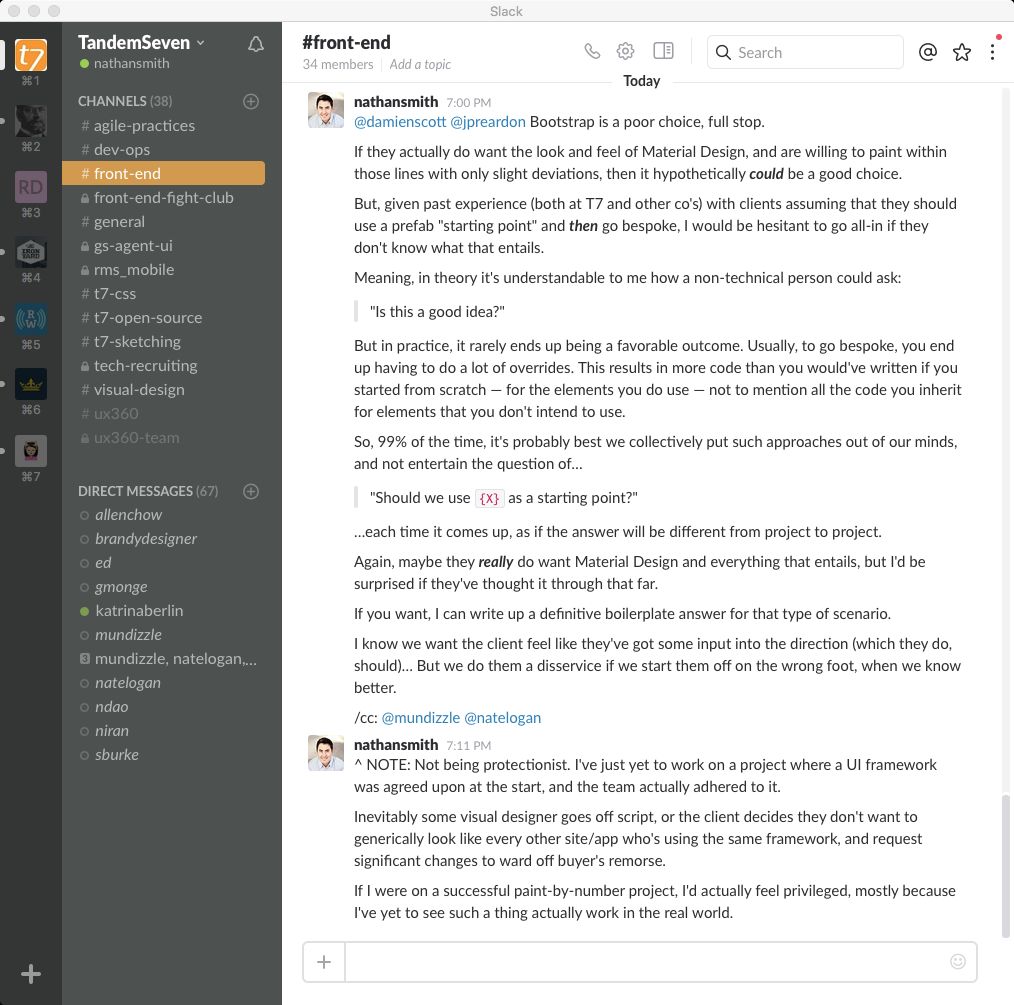 Slack
t7
⌘1
⌘2
RD
⌘3
IRON
YARD
⌘4
RW
⌘5
⌘6
⌘7
TandemSeven
nathansmith
CHANNELS (38)
# agile-practices
# dev-ops
# front-end
front-end-fight-club
# general
gs-agent-ui
rms_mobile
# t7-css
# t7-open-source
# t7-sketching
tech-recruiting
# visual-design
# ux360
ux360-team
DIRECT MESSAGES (67)
allenchow
brandydesigner
ed
gmonge
katrinaberlin
mundizzle
3 mundizzle, natelogan,...
natelogan
ndao
niran
sburke
#front-end
34 members | Add a topic
Search
Today
nathansmith 7:00 PM
@damienscott @jpreardon Bootstrap is a poor choice, full stop.
If they actually do want the look and feel of Material Design, and are willing to paint within
those lines with only slight deviations, then it hypothetically could be a good choice.
But, given past experience (both at T7 and other co's) with clients assuming that they should
use a prefab "starting point" and then go bespoke, I would be hesitant to go all-in if they
don't know what that entails.
Meaning, in theory it's understandable to me how a non-technical person could ask:
"Is this a good idea?"
But in practice, it rarely ends up being a favorable outcome. Usually, to go bespoke, you end
up having to do a lot of overrides. This results in more code than you would've written if you
started from scratch — for the elements you do use — not to mention all the code you inherit
for elements that you don't intend to use.
So, 99% of the time, it's probably best we collectively put such approaches out of our minds,
and not entertain the question of...
"Should we use {X} as a starting point?"
...each time it comes up, as if the answer will be different from project to project.
Again, maybe they really do want Material Design and everything that entails, but I'd be
surprised if they've thought it through that far.
If you want, I can write up a definitive boilerplate answer for that type of scenario.
I know we want the client feel like they've got some input into the direction (which they do,
should)... But we do them a disservice if we start them off on the wrong foot, when we know
better.
/cc: @mundizzle @natelogan
nathansmith 7:11 PM
^ NOTE: Not being protectionist. I've just yet to work on a project where a UI framework
was agreed upon at the start, and the team actually adhered to it.
Inevitably some visual designer goes off script, or the client decides they don't want to
generically look like every other site/app who's using the same framework, and request
significant changes to ward off buyer's remorse.
If I were on a successful paint-by-number project, I'd actually feel privileged, mostly because
I've yet to see such a thing actually work in the real world.